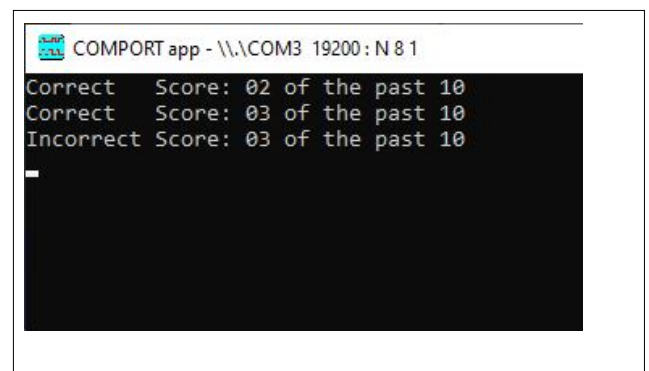 COMPORT app - \\.\COM3 19200 : N 8 1
Correct Score: 02 of the past 10
Correct Score: 03 of the past 10
Incorrect Score: 03 of the past 10